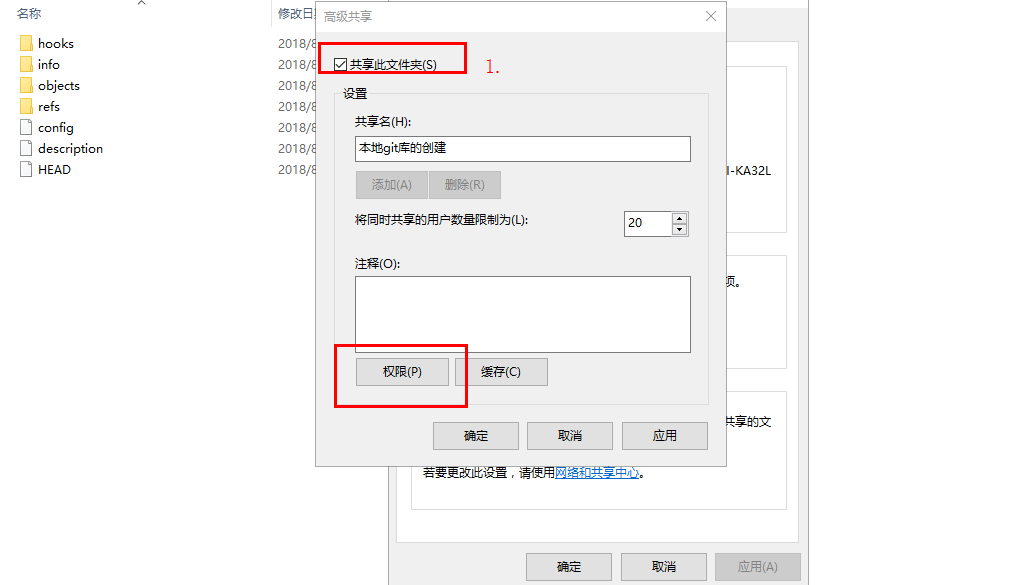 名称
修改日
hooks
2018/8
info
2018/8
objects
2018/8
refs
2018/8
config
2018/8
description
2018/8
HEAD
2018/8
高级共享
共享此文件夹(S)
1.
设置
共享名(H):
本地git库的创建
添加(A)
删除(R)
将同时共享的用户数量限制为(L):
20
注释(O):
权限(P)
缓存(C)
确定
取消
应用
I-KA32L
项。
共享的文
若要更改此设置，请使用网络和共享中心。
确定
取消
应用(A)